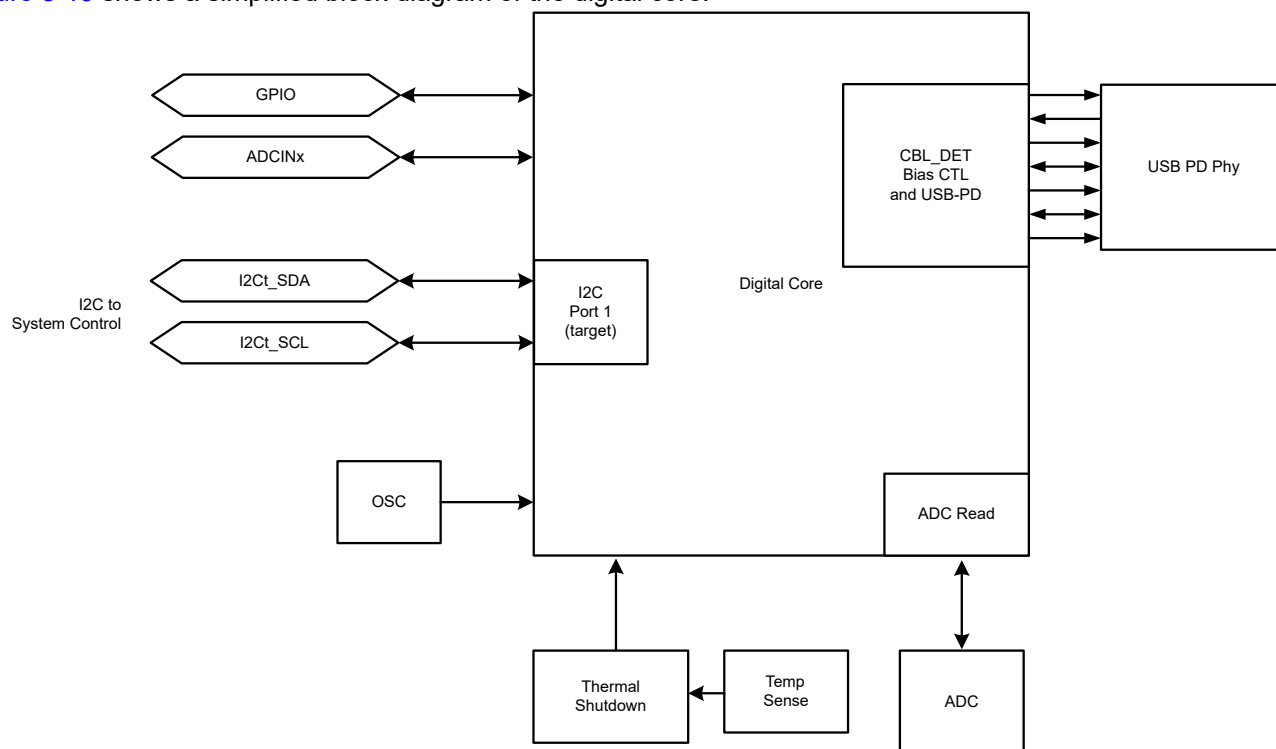 shows a simplified block diagram of the digital core.
GPIO
ADCINx
CBL_DET
Bias CTL
and USB-PD
USB PD Phy
I2C to
System Control
I2Ct_SDA
I2Ct_SCL
I2C
Port 1
(target)
Digital Core
OSC
ADC Read
Thermal
Shutdown
Temp
Sense
ADC